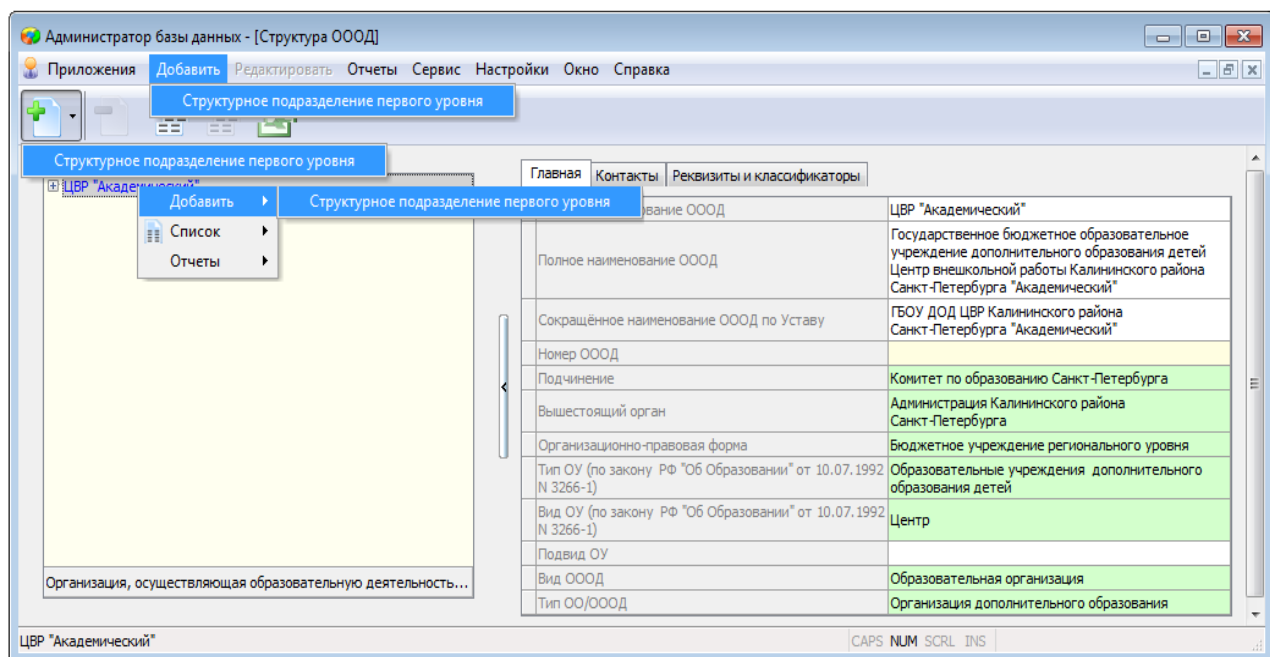 Администратор базы данных - [Структура ОООД]
Приложения Добавить Редактировать Отчеты Сервис Настройки Окно Справка
Структурное подразделение первого уровня
Структурное подразделение первого уровня
ЦВР "Академический"
Добавить
Структурное подразделение первого уровня
Список
Отчеты
Организация, осуществляющая образовательную деятельность...
Главная Контакты Реквизиты и классификаторы
ОООД
ЦВР "Академический"
Полное наименование ОООД
Государственное бюджетное образовательное
учреждение дополнительного образования детей
Центр внешкольной работы Калининского района
Санкт-Петербурга "Академический"
Сокращённое наименование ОООД по Уставу
ГБОУ ДОД ЦВР Калининского района
Санкт-Петербурга "Академический"
Номер ОООД
Подчинение
Комитет по образованию Санкт-Петербурга
Вышестоящий орган
Администрация Калининского района
Санкт-Петербурга
Организационно-правовая форма
Бюджетное учреждение регионального уровня
Тип ОУ (по закону РФ "Об Образовании" от 10.07.1992
N 3266-1)
Образовательные учреждения дополнительного
образования детей
Вид ОУ (по закону РФ "Об Образовании" от 10.07.1992
N 3266-1)
Центр
Подвид ОУ
Вид ОООД
Образовательная организация
Тип ОО/ОООД
Организация дополнительного образования
ЦВР "Академический"
CAPS NUM SCRL INS